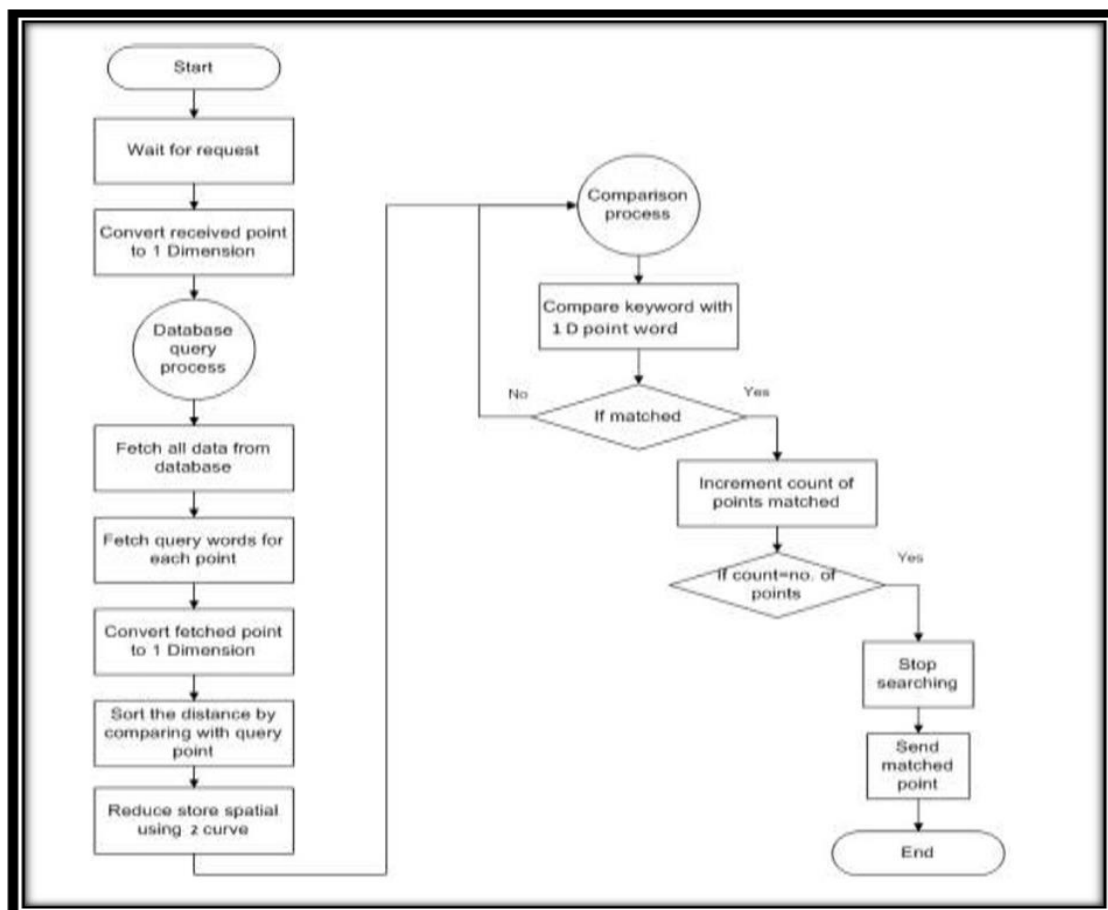 Start
Wait for request
Convert received point
to 1 Dimension
Database
query
process
Fetch all data from
database
Fetch query words for
each point
Convert fetched point
to 1 Dimension
Sort the distance by
comparing with query
point
Reduce store spatial
using 2 curve
Comparison
process
Compare keyword with
1 D point word
If matched
No
Yes
Increment count of
points matched
If count=no. of
points
Yes
Stop
searching
Send
matched
point
End